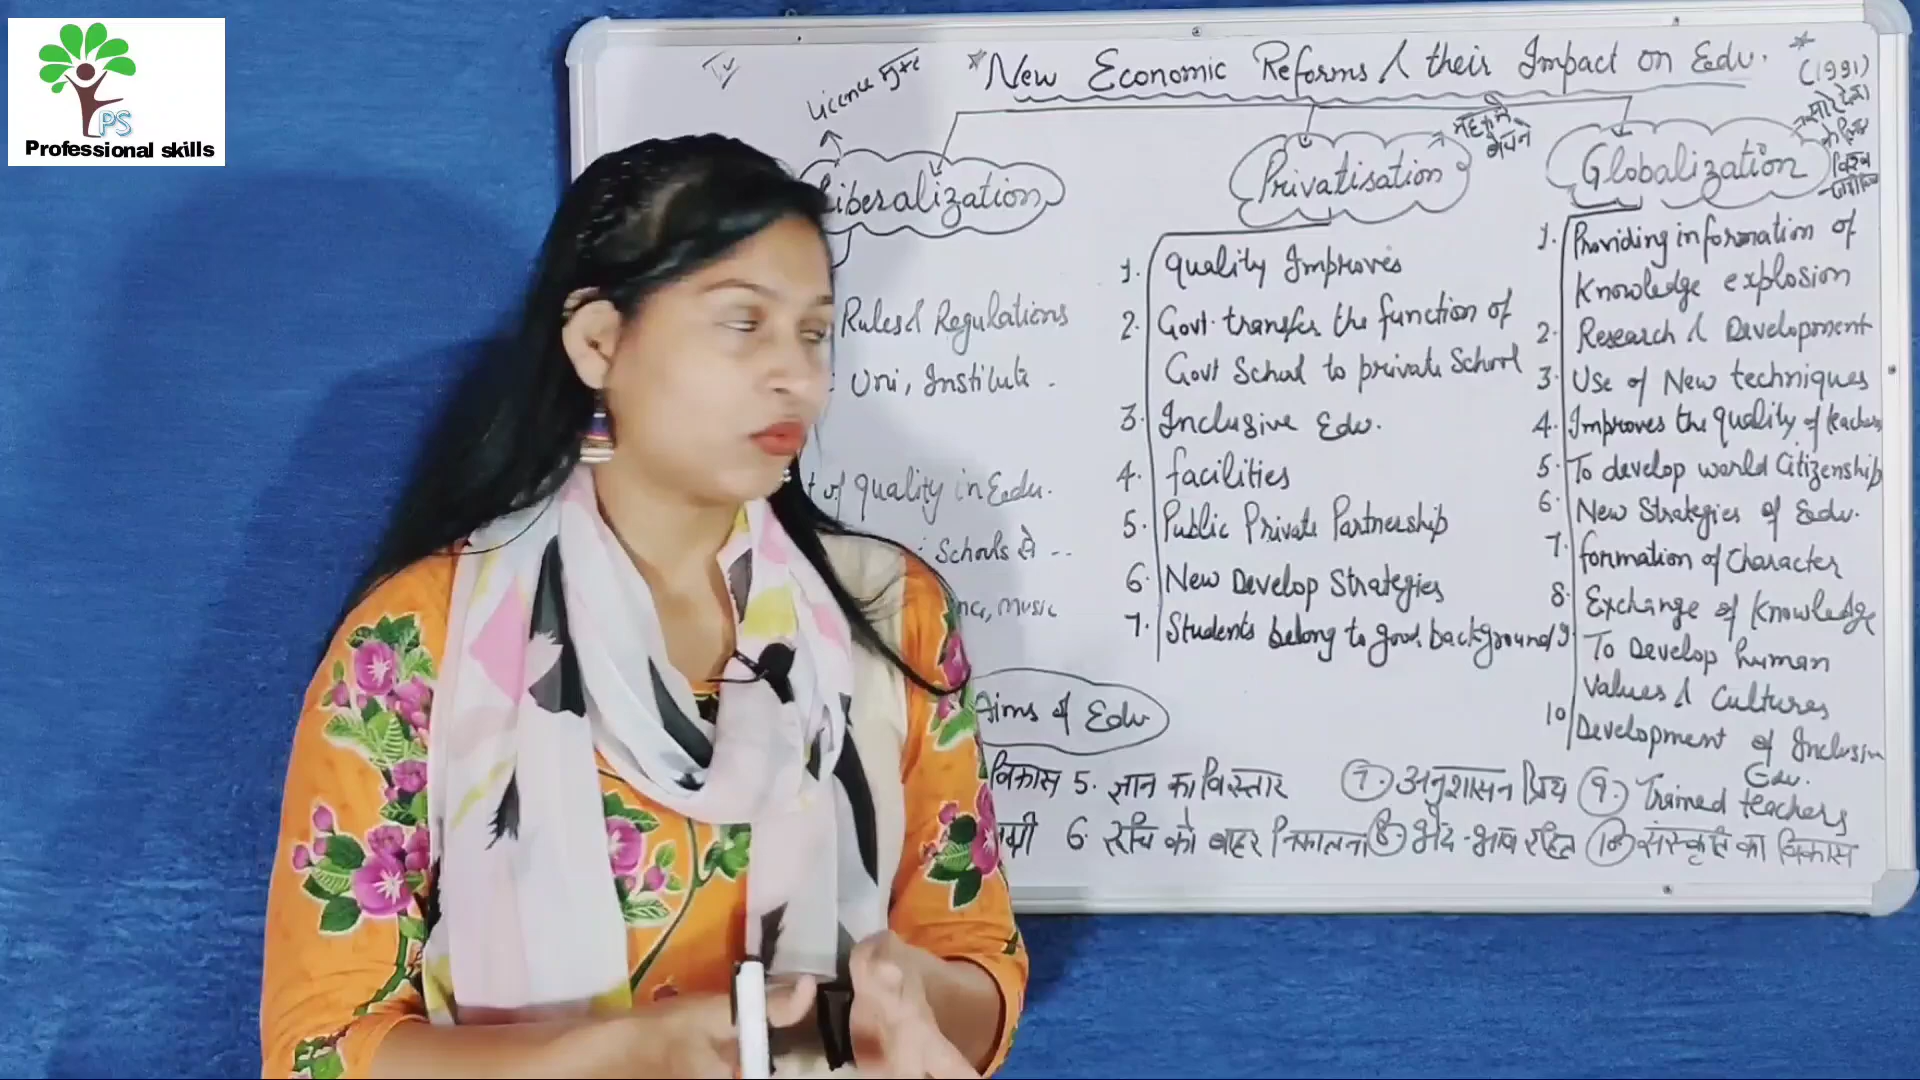 PS
Professional skills
Iv
Licence
*New Economic Reforms & their Impact on Edu.* (1991)
Liberalization
Rules & Regulations
Uni, Institute.
of quality in Edu.
Schools से --
Music
Privatisation
1. Quality Improves
2. Govt. transfer the function of
Govt School to private School
3. Inclusive Edu.
4. facilities
5. Public Private Partnership
6. New Develop Strategies
7. Students belong to good background
Globalization
1. Providing information of
Knowledge explosion
2. Research & Development
3. Use of New techniques
4. Improves the quality of teachers
5. To develop world Citizenship
6. New Strategies of Edu.
7. formation of Character
8. Exchange of Knowledge
9. To Develop human
Values & Cultures
10 Development of Inclusive
Edu.
Aims of Edu
विकास 5. ज्ञान का विस्तार 7. अनुशासन प्रिय 9. Trained teachers
6. रुचि को बाहर निकालना 8. भेद-भाव रहित 10 संस्कृति का विकास